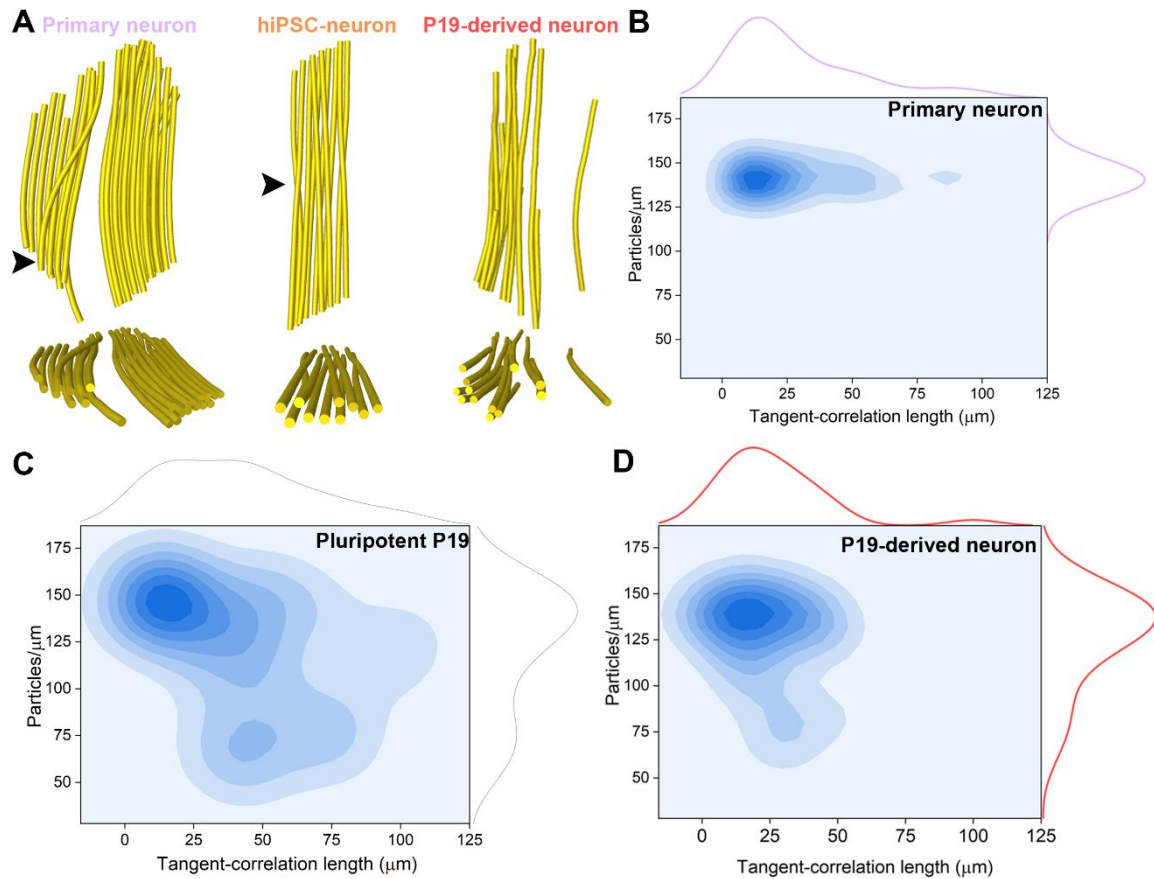 A
Primary neuron
hiPSC-neuron
P19-derived neuron
B
Primary neuron
175
150
125
100
75
50
Particles/μm
0 25 50 75 100 125
Tangent-correlation length (μm)
C
Pluripotent P19
175
150
125
100
75
50
Particles/μm
0 25 50 75 100 125
Tangent-correlation length (μm)
D
P19-derived neuron
175
150
125
100
75
50
Particles/μm
0 25 50 75 100 125
Tangent-correlation length (μm)